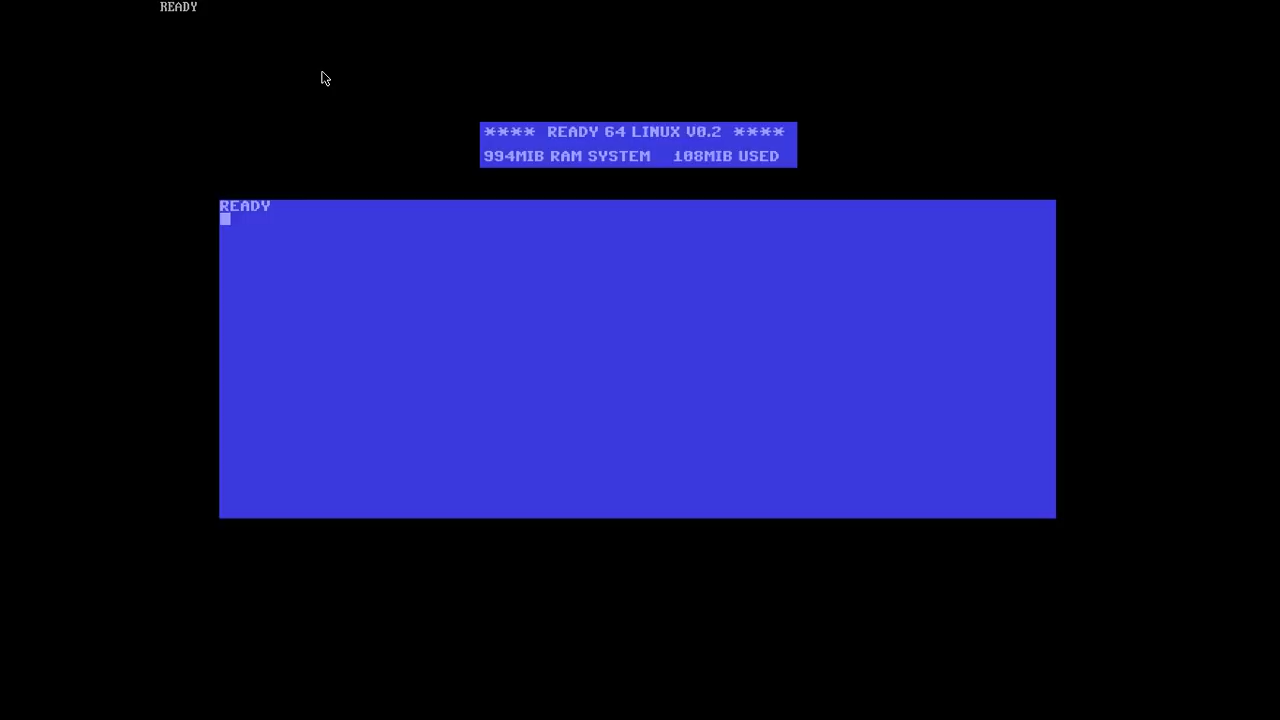 READY
**** READY 64 LINUX V0.2 ****
994MIB RAM SYSTEM 108MIB USED
READY